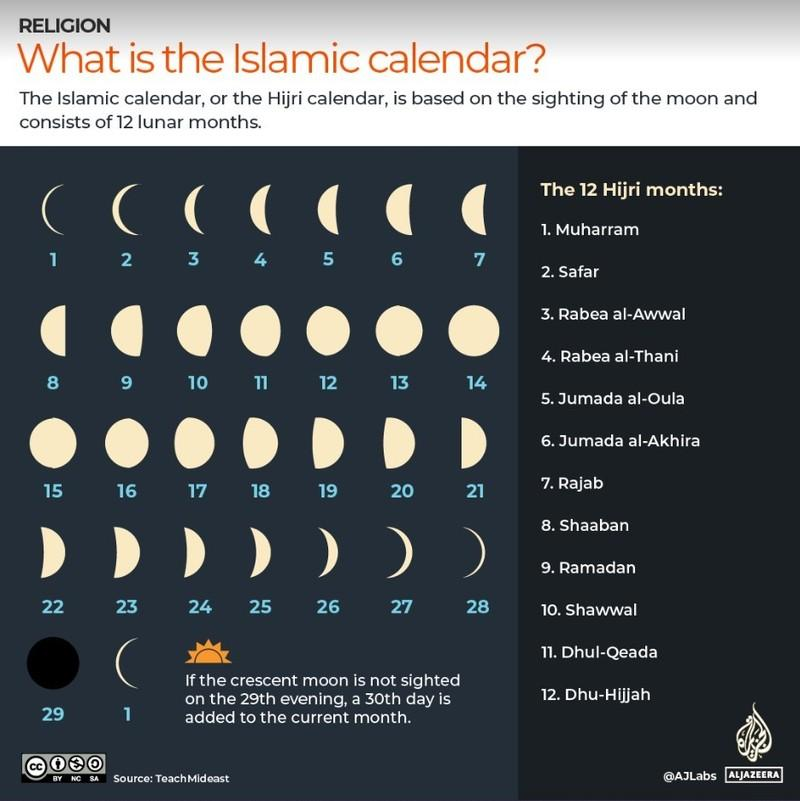 RELIGION
What is the Islamic calendar?
The Islamic calendar, or the Hijri calendar, is based on the sighting of the moon and
consists of 12 lunar months.
1 2 3 4 5 6 7
8 9 10 11 12 13 14
15 16 17 18 19 20 21
22 23 24 25 26 27 28
29 1
If the crescent moon is not sighted
on the 29th evening, a 30th day is
added to the current month.
The 12 Hijri months:
1. Muharram
2. Safar
3. Rabea al-Awwal
4. Rabea al-Thani
5. Jumada al-Oula
6. Jumada al-Akhira
7. Rajab
8. Shaaban
9. Ramadan
10. Shawwal
11. Dhul-Qeada
12. Dhu-Hijjah
cc BY NC SA
Source: TeachMideast
@AJLabs
الجزيرة
ALJAZEERA